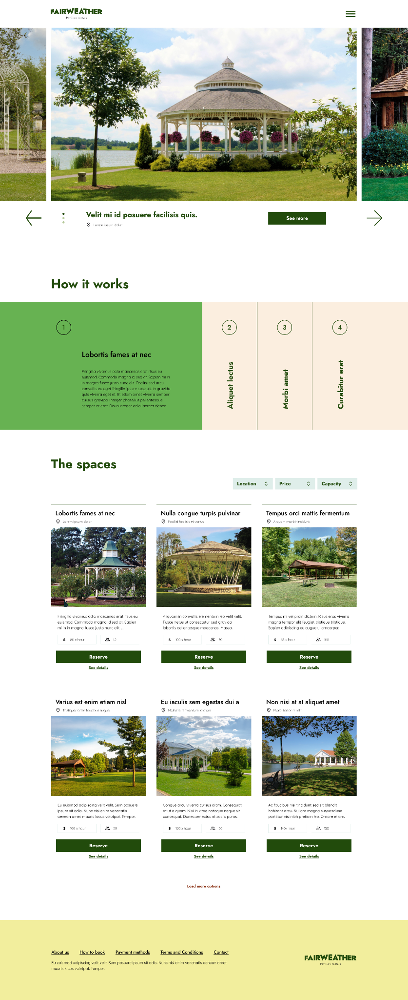 FAIRWEATHER
Pavilion rentals
Velit mi id posuere facilisis quis.
Lorem ipsum dolor
See more
How it works
1
Lobortis fames at nec
Fringilla vivamus odio maecenas erat risus eu
euismod. Commodo magna id sed at. Sapien mi in
in magna fusce justo nunc elit. Facilisi sed arcu
convallis eu eget fringilla ipsum suscipit. In gravida
quis viverra eget et. Et etiam amet viverra semper
cursus gravida. Integer phasellus pellentesque
semper et erat. Risus integer odio laoreet donec.
2
Aliquet lectus
3
Morbi amet
4
Curabitur erat
The spaces
Location
Price
Capacity
Lobortis fames at nec
Lorem ipsum dolor
Fringilla vivamus odio maecenas erat risus eu
euismod. Commodo magna id sed at. Sapien
mi in in magna fusce justo nunc elit. ...
$ 80 x hour
10
Reserve
See details
Nulla congue turpis pulvinar
Facilisi facilisis et varius
Aliquam in convallis elementum leo velit velit.
Fusce netus ut consectetur sed gravida
lobortis pellentesque maecenas. Massa.
$ 100 x hour
30
Reserve
See details
Tempus orci mattis fermentum
Aliquam morbi tincidunt
Tempus mi vel proin dictum. Risus eros viverra
magna tempor elit feugiat tristique tristique.
Sapien adipiscing eu augue ullamcorper.
$ 85 x hour
100
Reserve
See details
Varius est enim etiam nisl
Tristique tortor faucibus augue
Eu euismod adipiscing velit velit. Sem posuere
ipsum sit odio. Nunc nisi enim venenatis
aenean amet mauris lacus volutpat. Tempor.
$ 100 x hour
50
Reserve
See details
Eu iaculis sem egestas dui a
Molestie fermentum id diam
Congue arcu viverra cursus diam. Consequat
at ut a quam. Nisi in vitae natoque neque sit
consequat. Donec senectus ut sociis purus.
$ 120 x hour
50
Reserve
See details
Non nisi at at aliquet amet
Morbi tortor mi elit
Ac faucibus nisi tincidunt sed sit blandit
habitant arcu. Nullam magna suspendisse
porttitor nisi nibh pretium leo. Ornare etiam.
$ 140x hour
150
Reserve
See details
Load more options
About us
How to book
Payment methods
Terms and Conditions
Contact
Eu euismod adipiscing velit velit. Sem posuere ipsum sit odio. Nunc nisi enim venenatis aenean amet
mauris lacus volutpat. Tempor.
FAIRWEATHER
Pavilion rentals